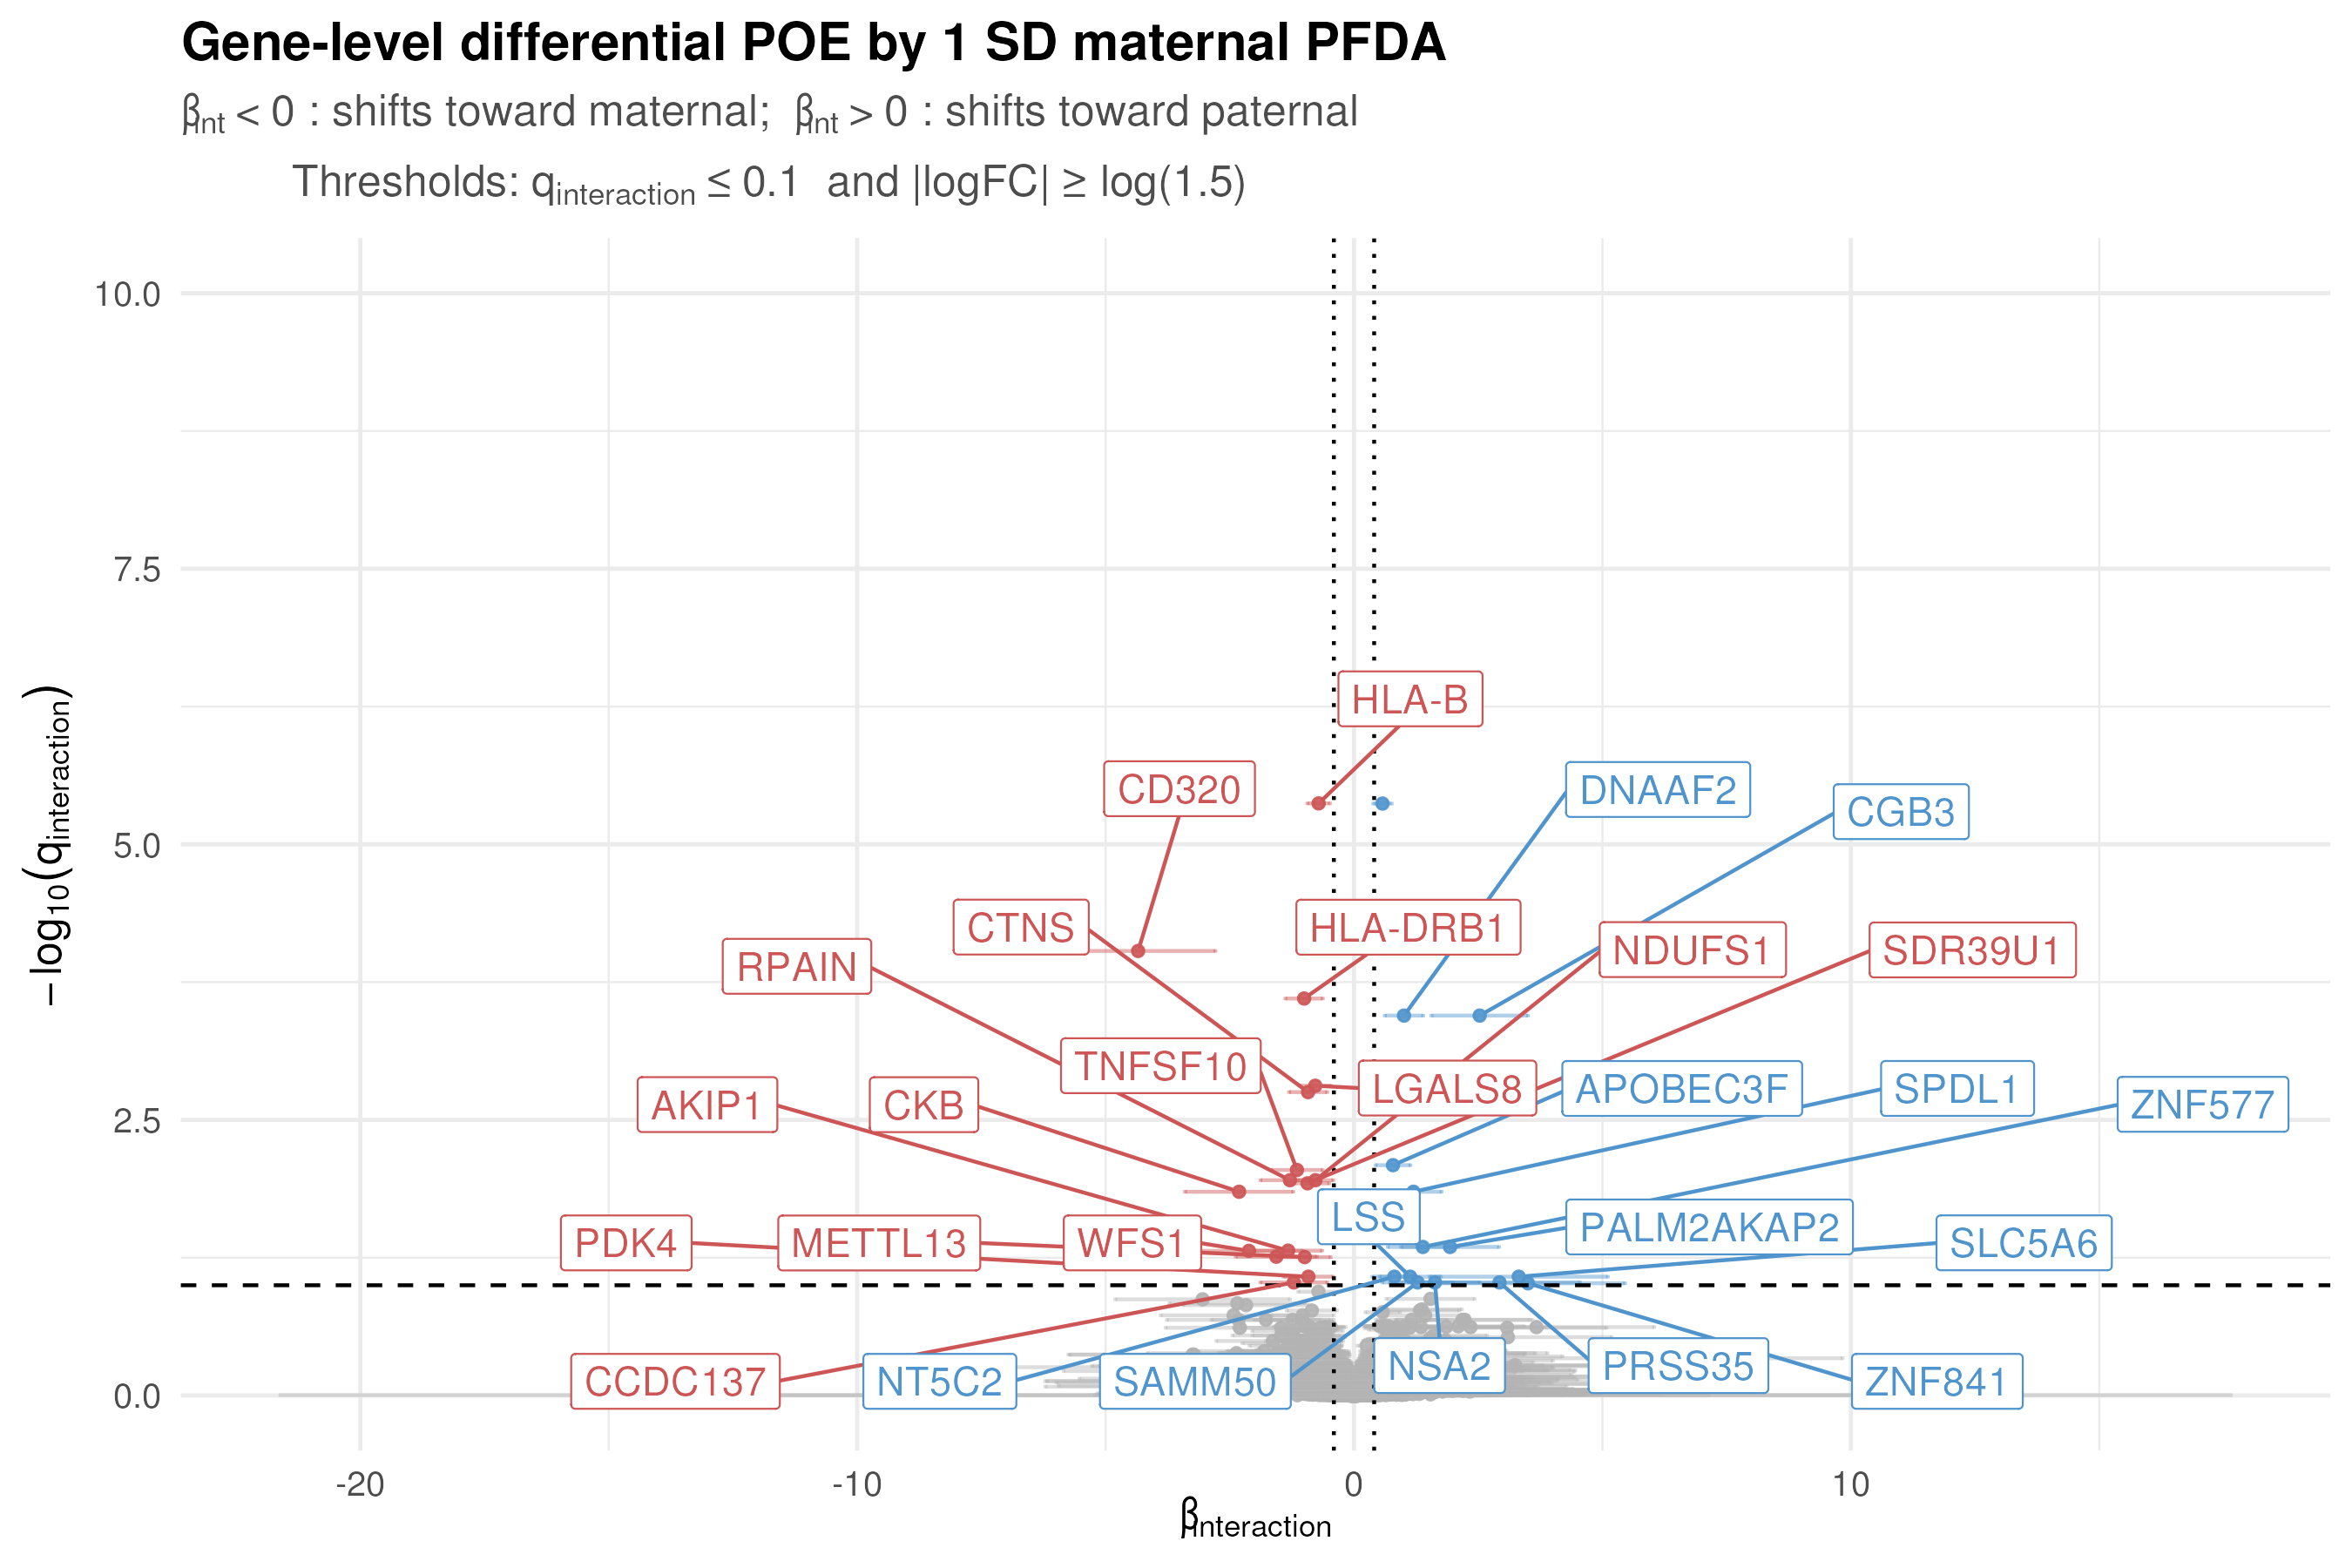 Gene-level differential POE by 1 SD maternal PFDA
βint < 0 : shifts toward maternal; βint > 0 : shifts toward paternal
Thresholds: qinteraction ≤ 0.1 and |logFC| ≥ log(1.5)
10.0
7.5
5.0
2.5
0.0
−log10(qinteraction)
HLA-B
CD320
DNAAF2
CGB3
CTNS
HLA-DRB1
NDUFS1
SDR39U1
RPAIN
TNFSF10
LGALS8
APOBEC3F
SPDL1
ZNF577
AKIP1
CKB
LSS
PALM2AKAP2
SLC5A6
PDK4
METTL13
WFS1
CCDC137
NT5C2
SAMM50
NSA2
PRSS35
ZNF841
-20
-10
0
10
βinteraction